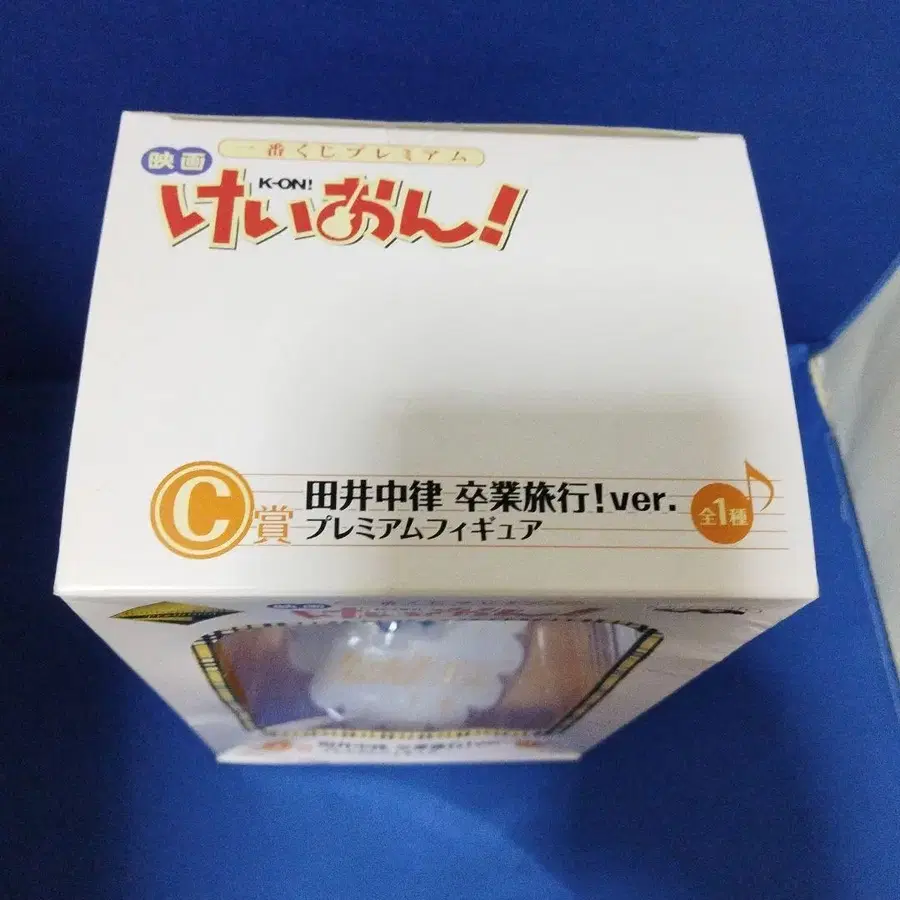 一番くじプレミアム
映画
K-ON!
けいおん!
C賞
田井中律 卒業旅行!ver.
プレミアムフィギュア
全1種